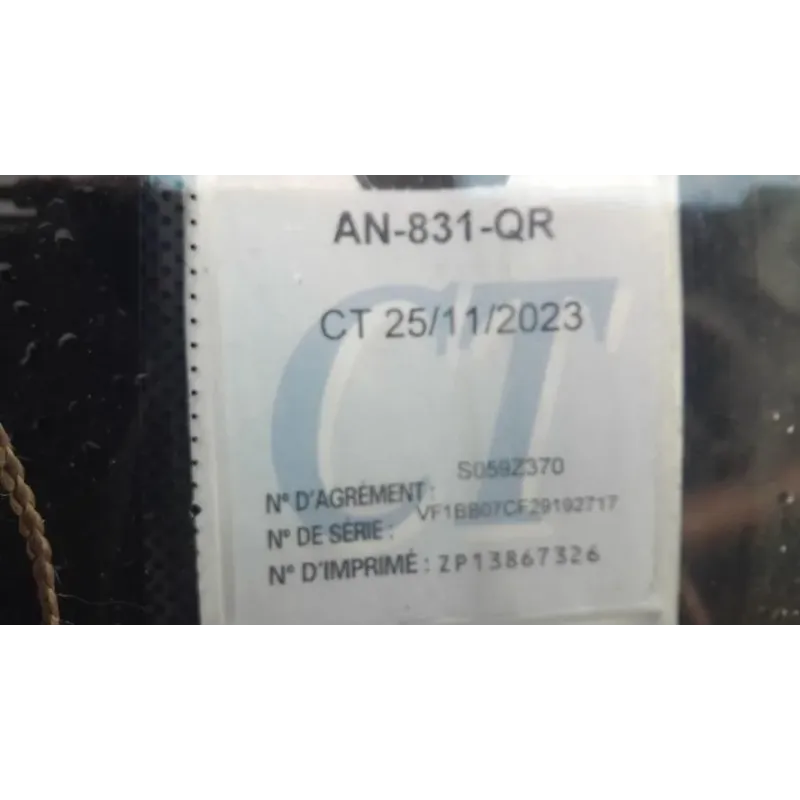 AN-831-QR
CT 25/11/2023
CT
N° D'AGRÉMENT : S059Z370
N° DE SÉRIE : VF1BB07CF29192717
N° D'IMPRIMÉ : ZP13867326